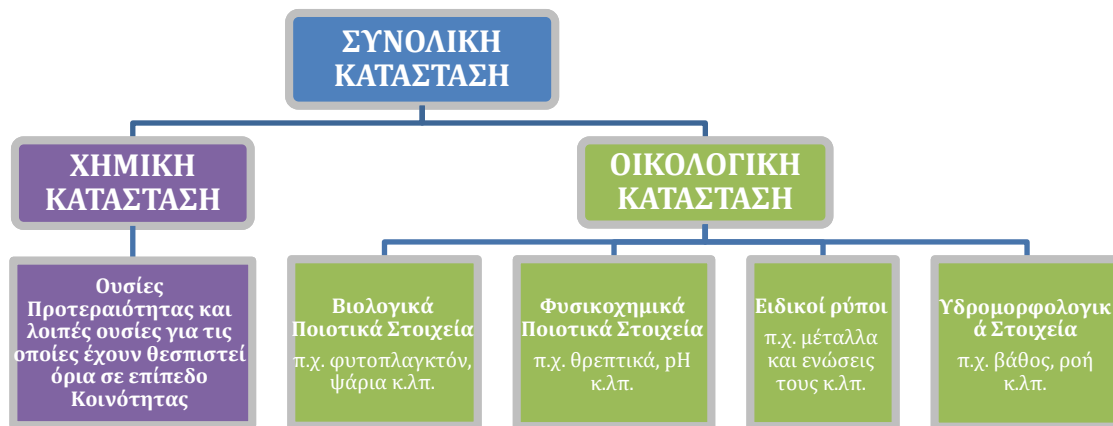 ΣΥΝΟΛΙΚΗ
ΚΑΤΑΣΤΑΣΗ
ΧΗΜΙΚΗ
ΚΑΤΑΣΤΑΣΗ
ΟΙΚΟΛΟΓΙΚΗ
ΚΑΤΑΣΤΑΣΗ
Ουσίες
Προτεραιότητας και
λοιπές ουσίες για τις
οποίες έχουν θεσπιστεί
όρια σε επίπεδο
Κοινότητας
Βιολογικά
Ποιοτικά Στοιχεία
π.χ. φυτοπλαγκτόν,
ψάρια κ.λπ.
Φυσικοχημικά
Ποιοτικά Στοιχεία
π.χ. θρεπτικά, pH
κ.λπ.
Ειδικοί ρύποι
π.χ. μέταλλα
και ενώσεις
τους κ.λπ.
Υδρομορφολογικ
ά Στοιχεία
π.χ. βάθος, ροή
κ.λπ.